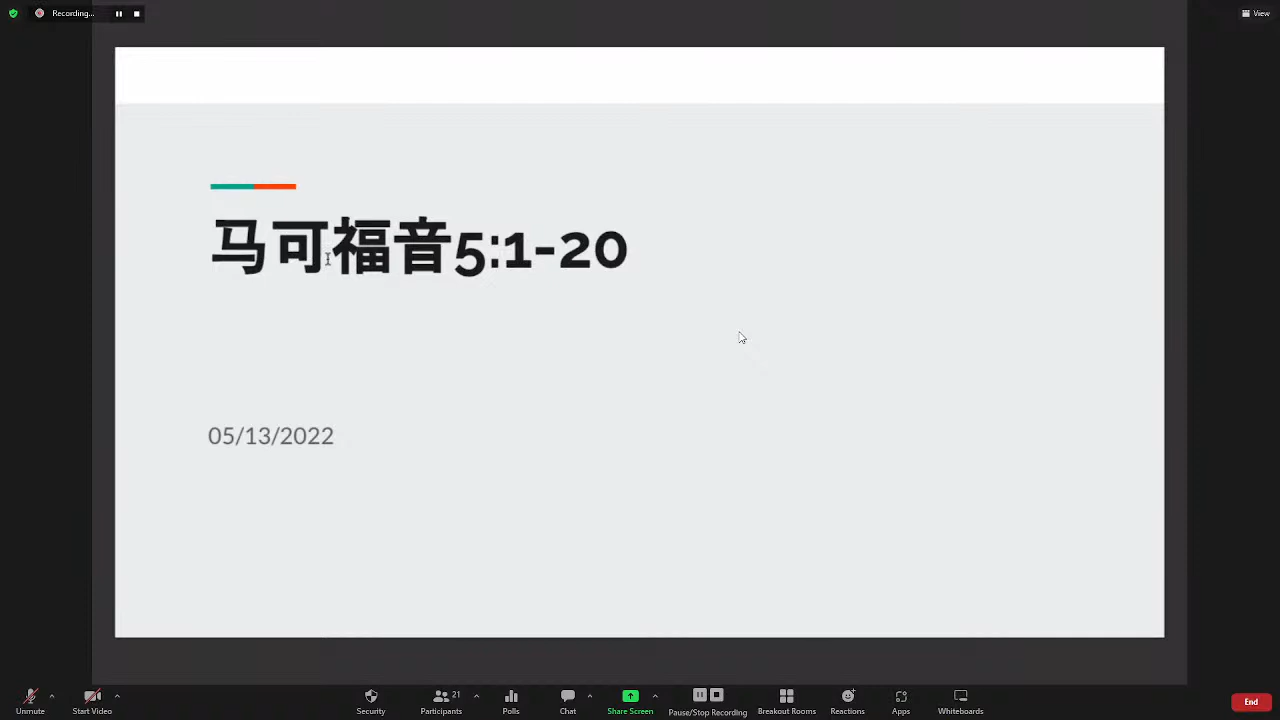 Recording...
View
马可福音5:1-20
05/13/2022
Unmute
Start Video
Security
21
Participants
Polls
Chat
Share Screen
Pause/Stop Recording
Breakout Rooms
Reactions
Apps
Whiteboards
End